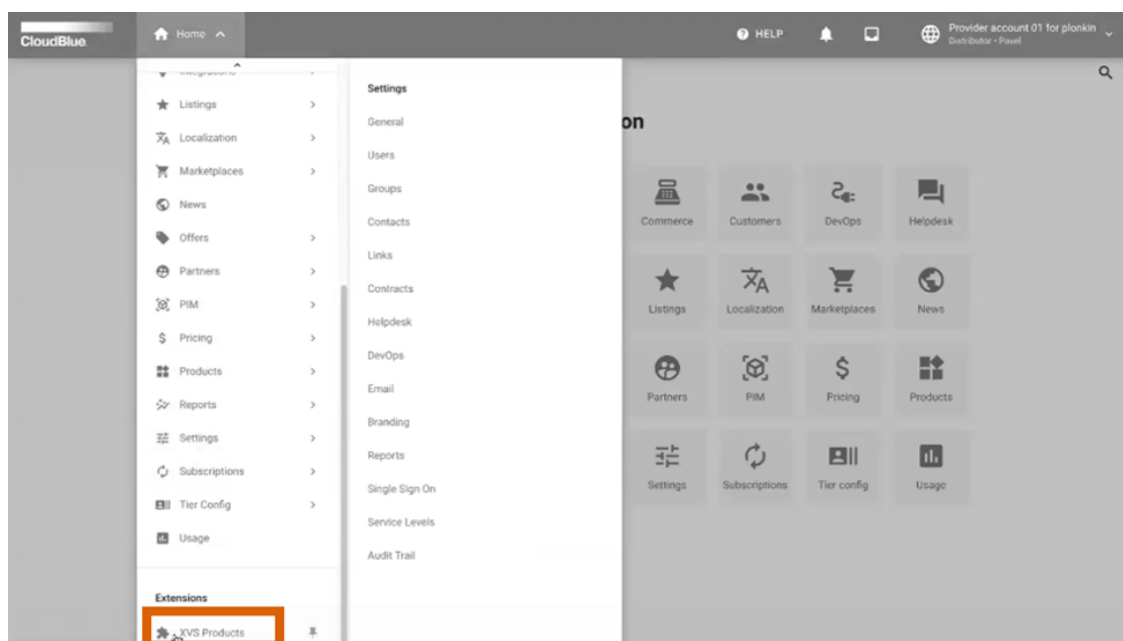 CloudBlue.
Home
HELP
Provider account 01 for plonkin
Distributor - Pavel
Integrations
Listings
Localization
Marketplaces
News
Offers
Partners
PIM
Pricing
Products
Reports
Settings
Subscriptions
Tier Config
Usage
Extensions
XVS Products
Settings
General
Users
Groups
Contacts
Links
Contracts
Helpdesk
DevOps
Email
Branding
Reports
Single Sign On
Service Levels
Audit Trail
on
Commerce
Customers
DevOps
Helpdesk
Listings
Localization
Marketplaces
News
Partners
PIM
Pricing
Products
Settings
Subscriptions
Tier config
Usage